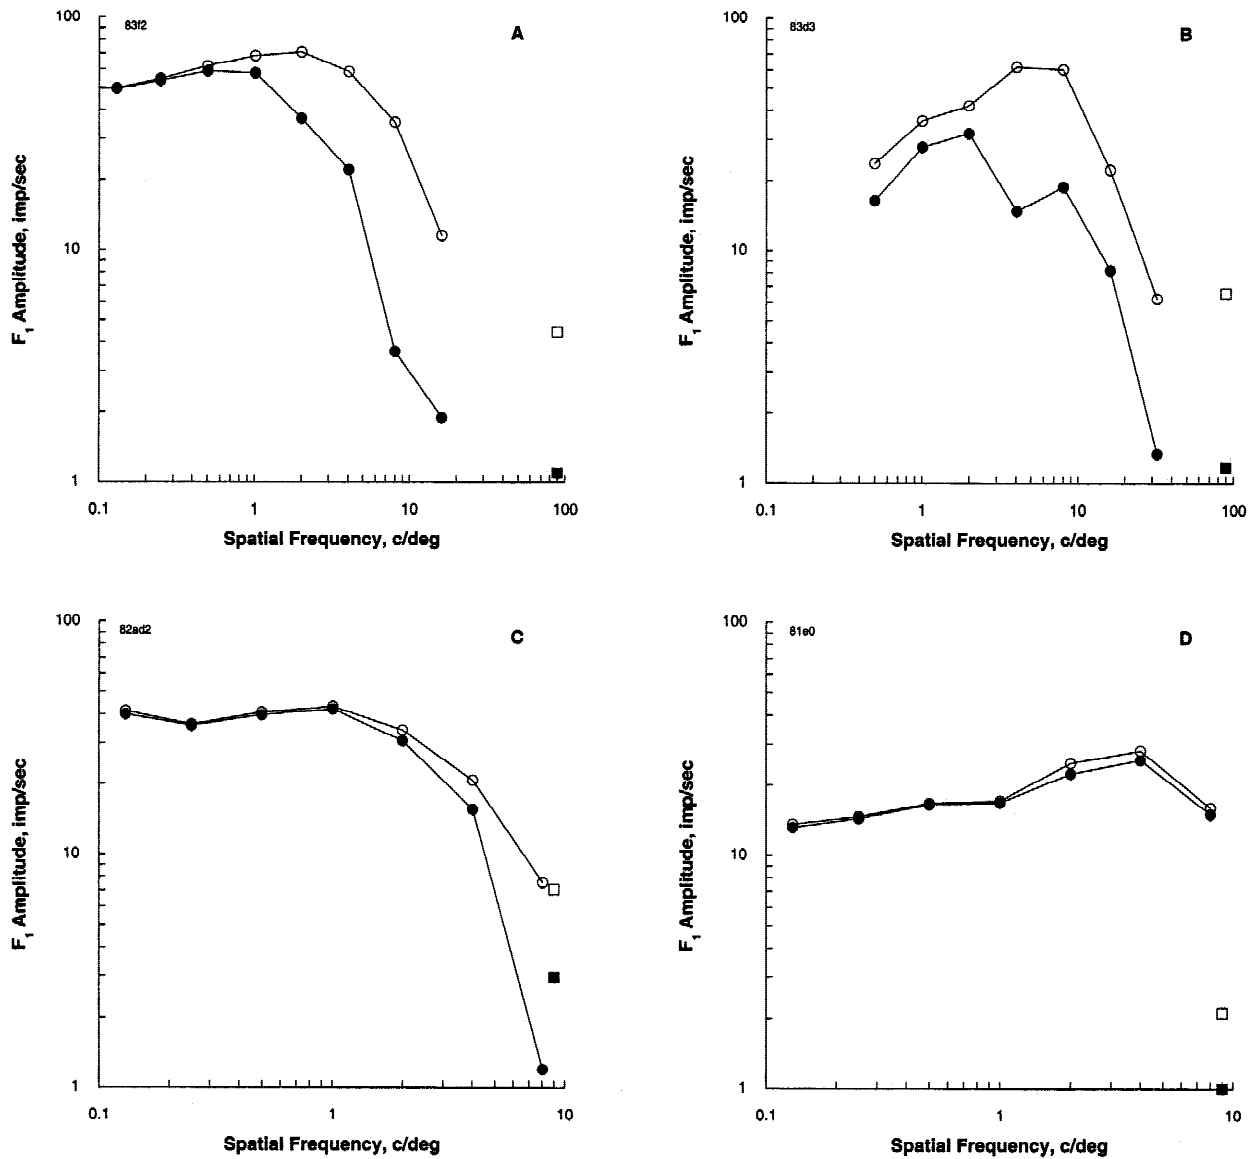 83f2
A
100
10
1
F1 Amplitude, imp/sec
0.1
1
10
100
Spatial Frequency, c/deg
83d3
B
100
10
1
F1 Amplitude, imp/sec
0.1
1
10
100
Spatial Frequency, c/deg
82ad2
C
100
10
1
F1 Amplitude, imp/sec
0.1
1
10
Spatial Frequency, c/deg
81e0
D
100
10
1
F1 Amplitude, imp/sec
0.1
1
10
Spatial Frequency, c/deg